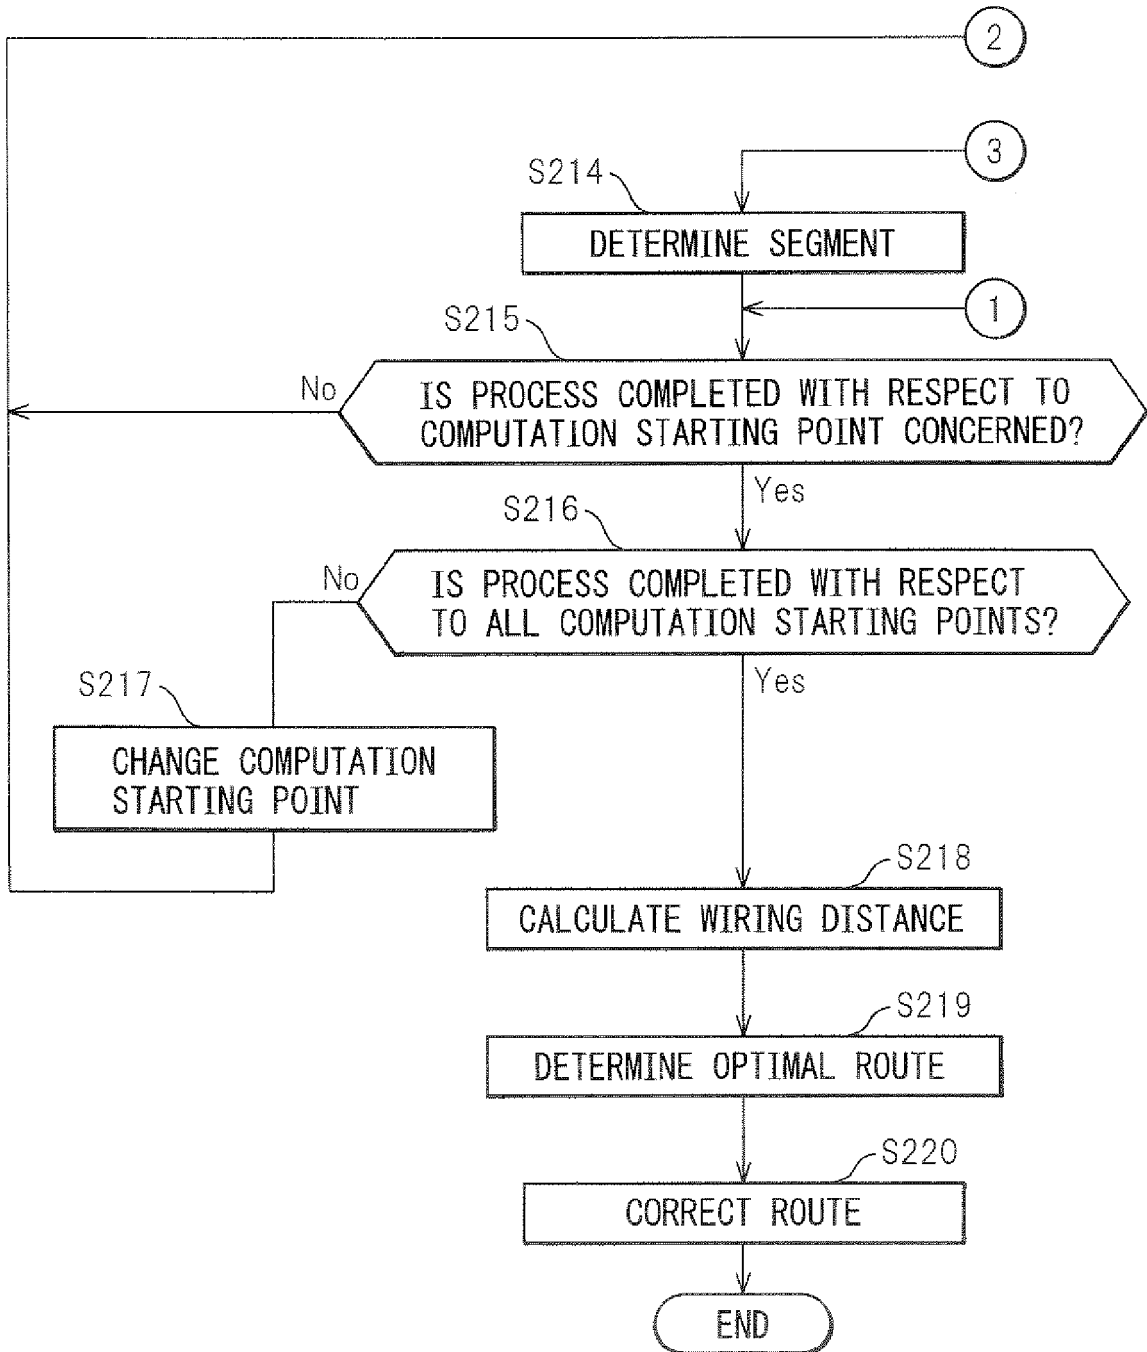 2
3
S214
DETERMINE SEGMENT
1
S215
No
IS PROCESS COMPLETED WITH RESPECT TO
COMPUTATION STARTING POINT CONCERNED?
Yes
S216
No
IS PROCESS COMPLETED WITH RESPECT
TO ALL COMPUTATION STARTING POINTS?
Yes
S217
CHANGE COMPUTATION
STARTING POINT
S218
CALCULATE WIRING DISTANCE
S219
DETERMINE OPTIMAL ROUTE
S220
CORRECT ROUTE
END